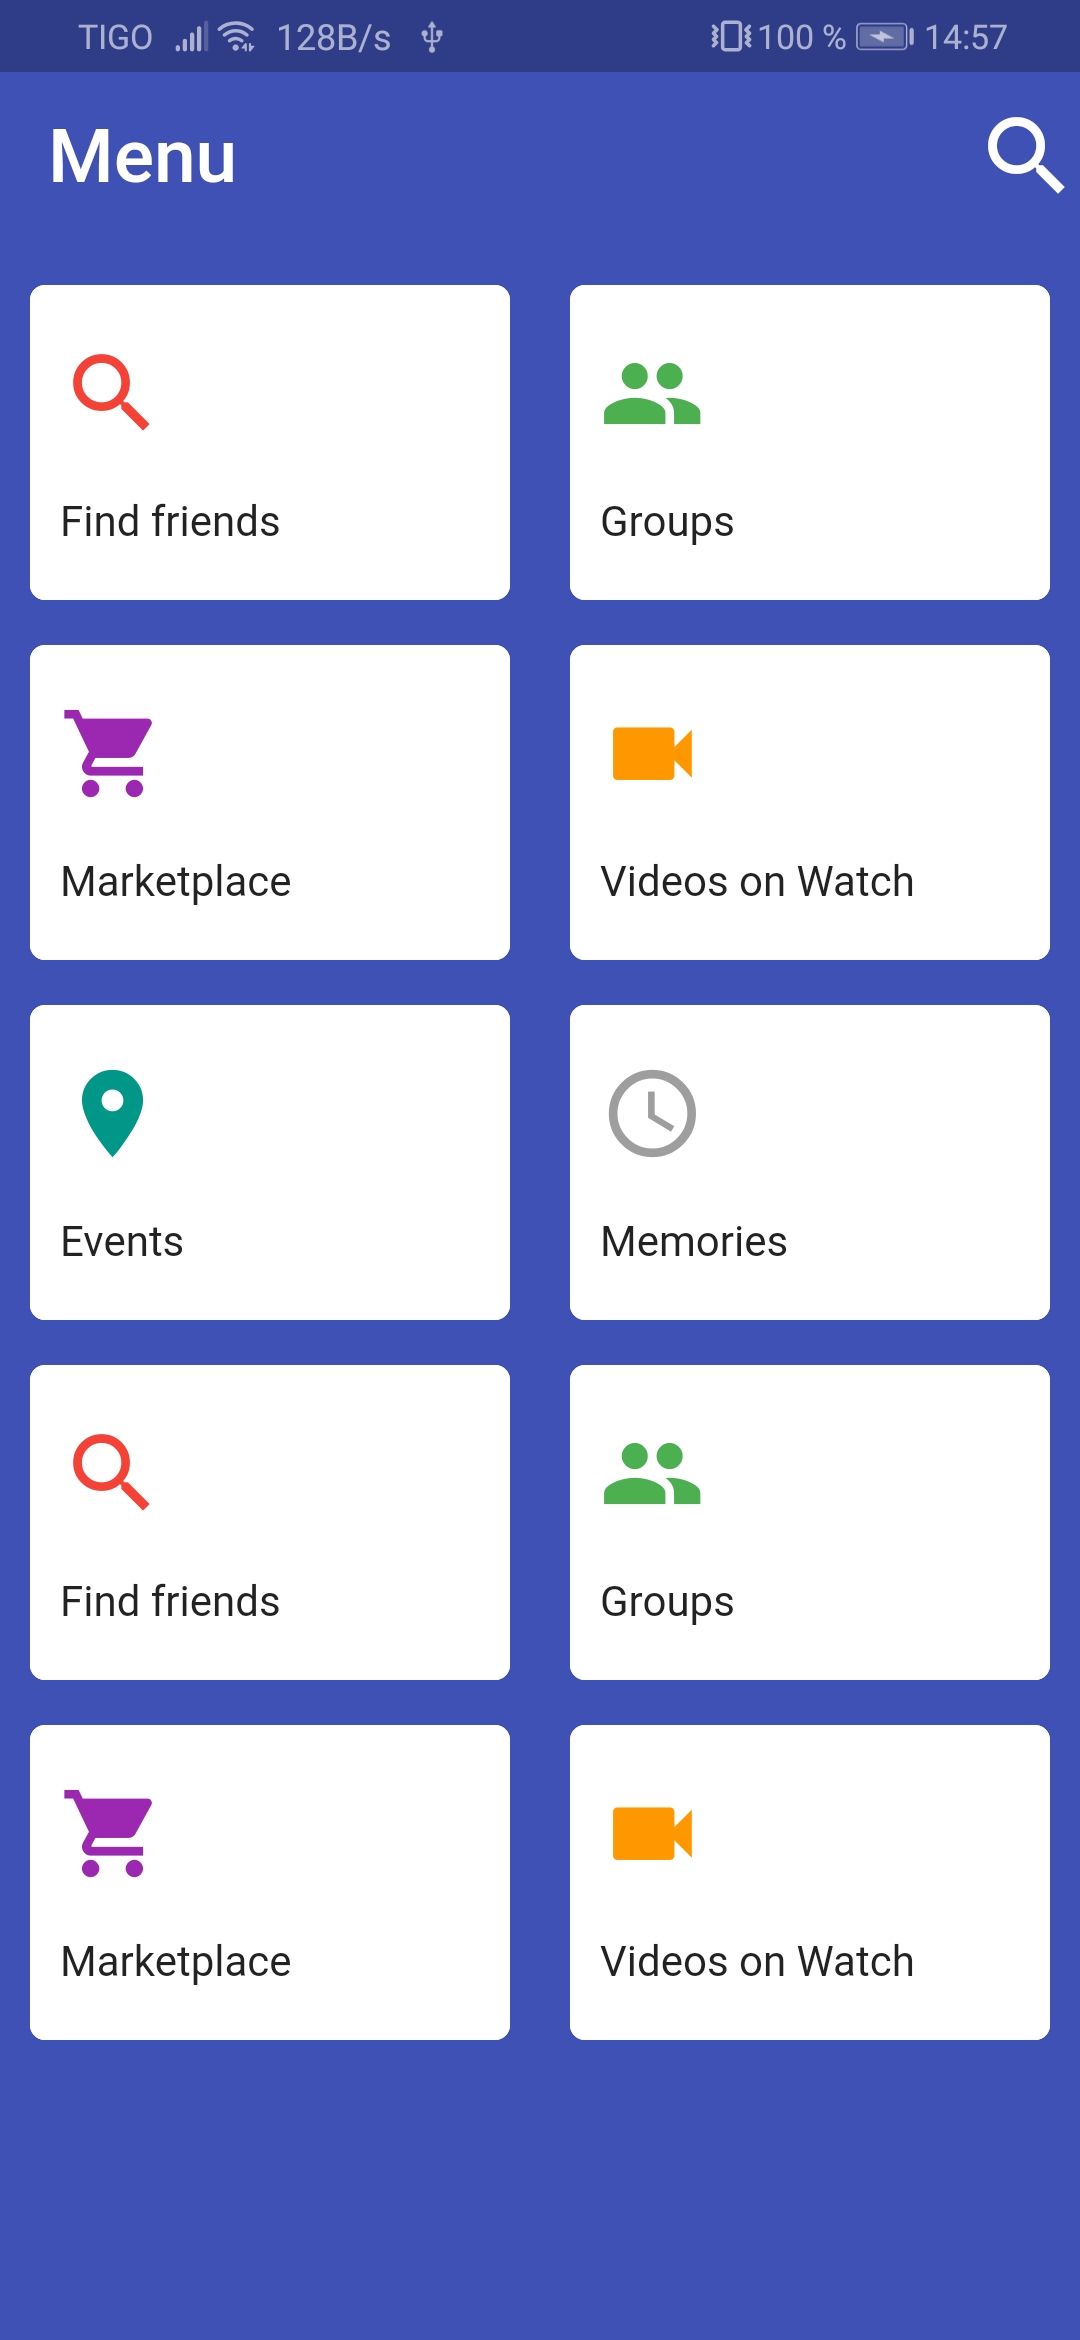 TIGO 128B/s 100 % 14:57
Menu
Find friends
Groups
Marketplace
Videos on Watch
Events
Memories
Find friends
Groups
Marketplace
Videos on Watch